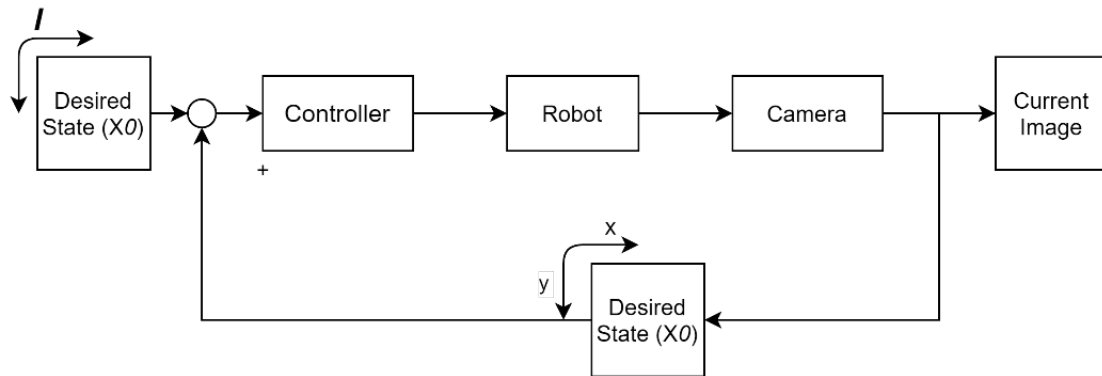 I
Desired
State (X0)
Controller
Robot
Camera
Current
Image
+
x
y
Desired
State (X0)